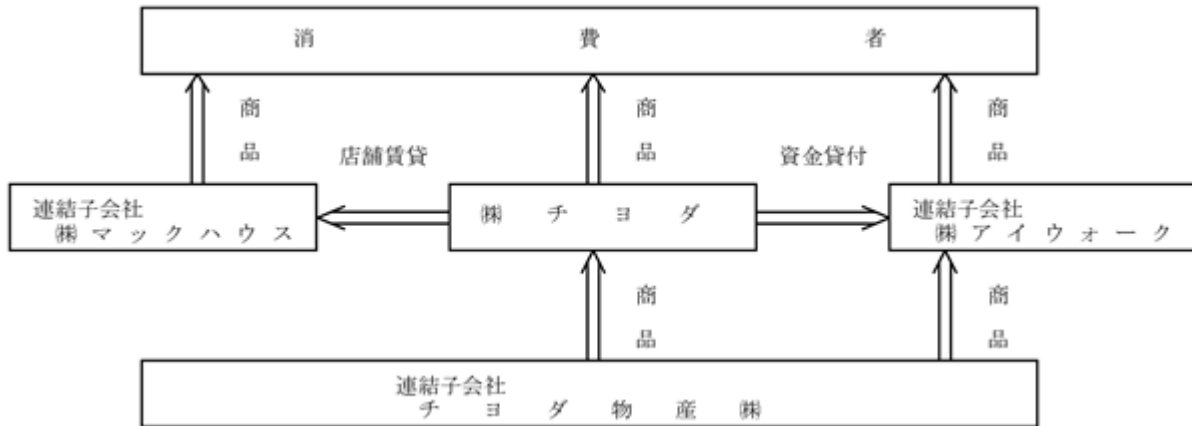 消費者
商品
商品
商品
店舗賃貸
資金貸付
連結子会社
㈱マックハウス
㈱チヨダ
連結子会社
㈱アイウォーク
商品
商品
連結子会社
チヨダ物産㈱